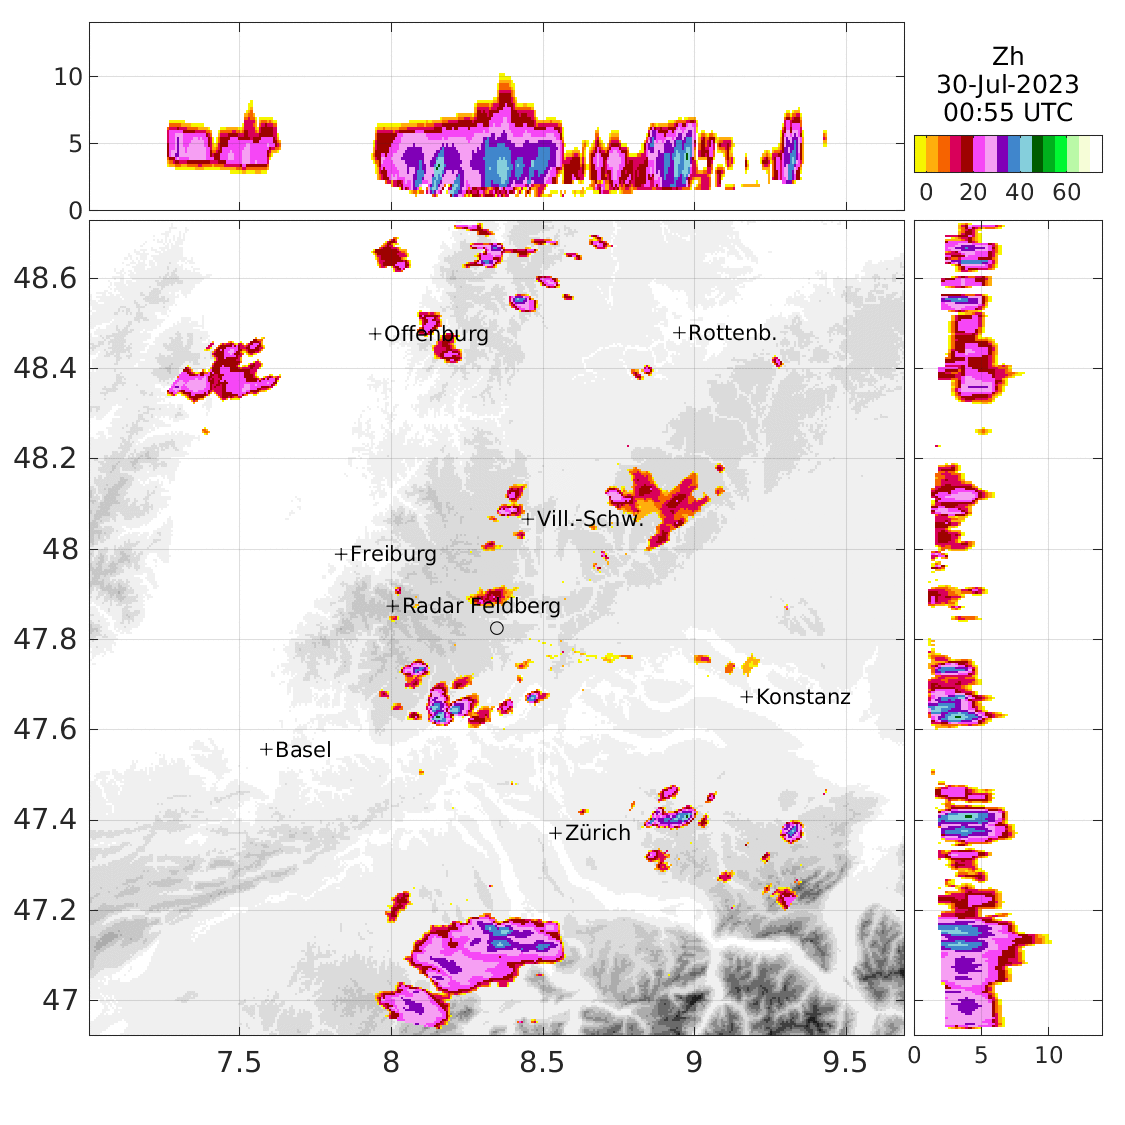 10
5
0
Zh
30-Jul-2023
00:55 UTC
0 20 40 60
48.6
48.4
48.2
48
47.8
47.6
47.4
47.2
47
+Offenburg
+Rottenb.
+Vill.-Schw.
+Freiburg
+Radar Feldberg
+Konstanz
+Basel
+Zürich
7.5 8 8.5 9 9.5
0 5 10